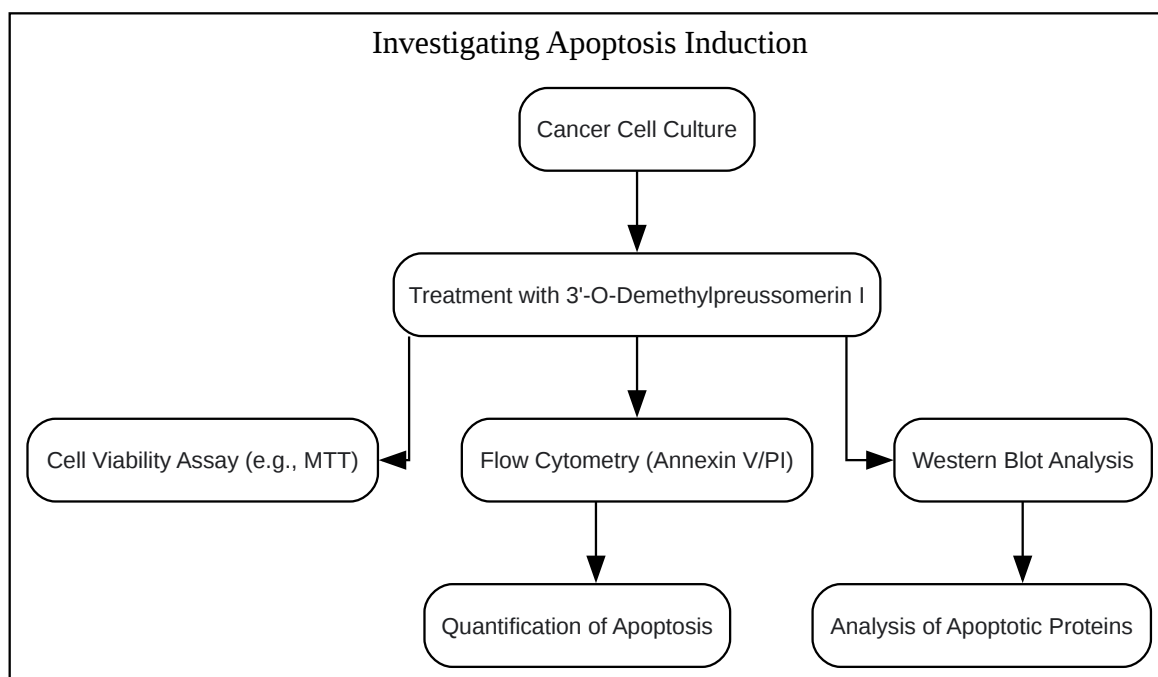 Investigating Apoptosis Induction
Cancer Cell Culture
Treatment with 3'-O-Demethylpreussomerin I
Cell Viability Assay (e.g., MTT)
Flow Cytometry (Annexin V/PI)
Western Blot Analysis
Quantification of Apoptosis
Analysis of Apoptotic Proteins